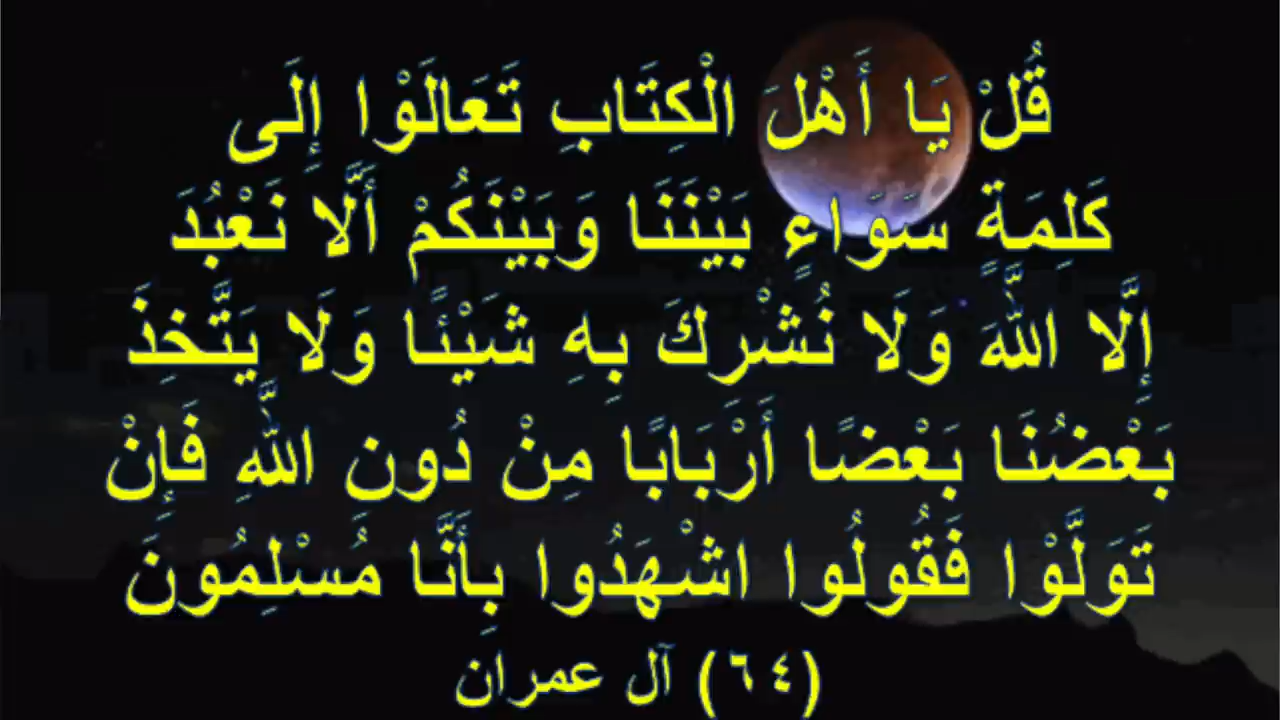 قُلْ يَا أَهْلَ الْكِتَابِ تَعَالَوْا إِلَى
كَلِمَةً سَوَاءٍ بَيْنَنَا وَبَيْنَكُمْ أَلَّا نَعْبُدَ
إِلَّا اللَّهَ وَلَا نُشْرِكَ بِهِ شَيْئًا وَلَا يَتَّخِذَ
بَعْضُنَا بَعْضًا أَرْبَابًا مِنْ دُونِ اللَّهِ فَإِنْ
تَوَلَّوْا فَقُولُوا اشْهَدُوا بِأَنَّا مُسْلِمُونَ
(٦٤) آل عمران